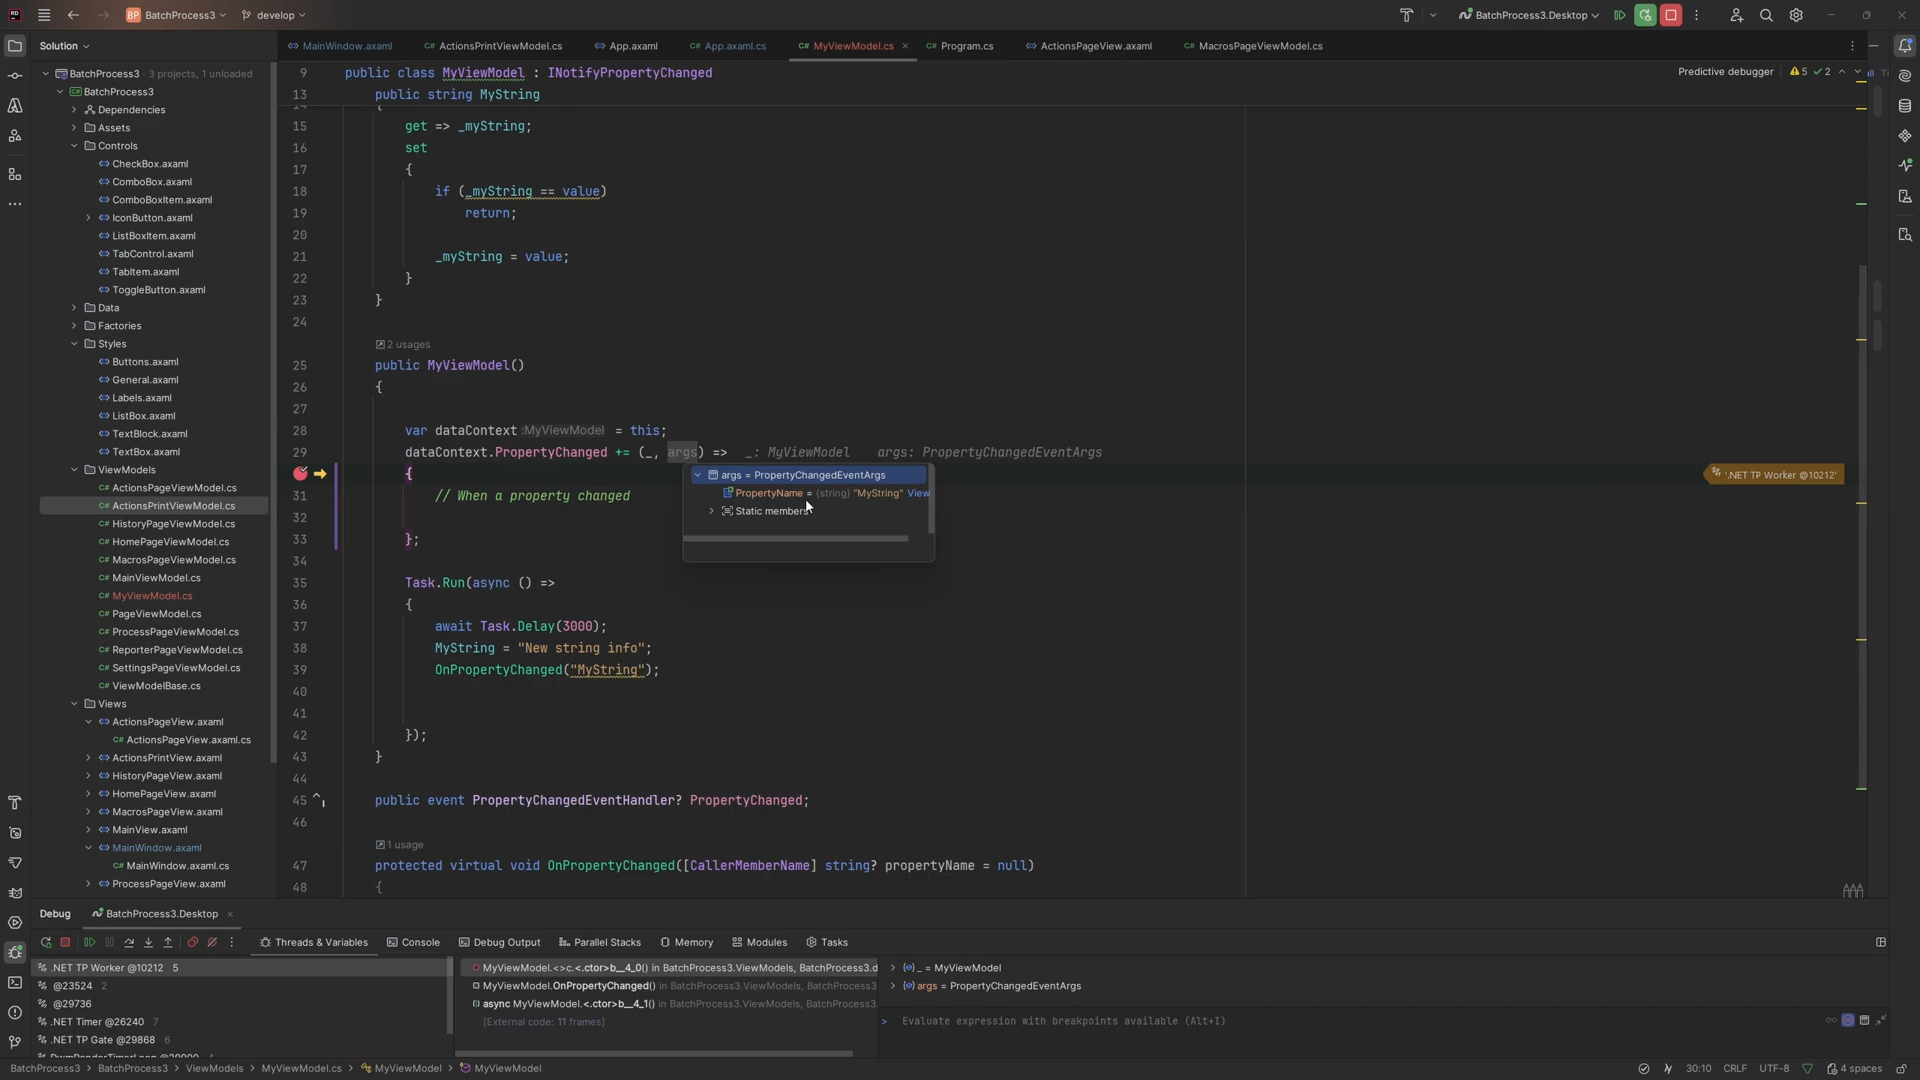 BP BatchProcess3
develop
BatchProcess3.Desktop
Solution
MainWindow.axaml
ActionsPrintViewModel.cs
App.axaml
App.axaml.cs
MyViewModel.cs
Program.cs
ActionsPageView.axaml
MacrosPageViewModel.cs
BatchProcess3 · 3 projects, 1 unloaded
BatchProcess3
Dependencies
Assets
Controls
CheckBox.axaml
ComboBox.axaml
ComboBoxItem.axaml
IconButton.axaml
ListBoxItem.axaml
TabControl.axaml
TabItem.axaml
ToggleButton.axaml
Data
Factories
Styles
Buttons.axaml
General.axaml
Labels.axaml
ListBox.axaml
TextBlock.axaml
TextBox.axaml
ViewModels
ActionsPageViewModel.cs
ActionsPrintViewModel.cs
HistoryPageViewModel.cs
HomePageViewModel.cs
MacrosPageViewModel.cs
MainViewModel.cs
MyViewModel.cs
PageViewModel.cs
ProcessPageViewModel.cs
ReporterPageViewModel.cs
SettingsPageViewModel.cs
ViewModelBase.cs
Views
ActionsPageView.axaml
ActionsPageView.axaml.cs
ActionsPrintView.axaml
HistoryPageView.axaml
HomePageView.axaml
MacrosPageView.axaml
MainView.axaml
MainWindow.axaml
MainWindow.axaml.cs
ProcessPageView.axaml
Predictive debugger 5 2
9 public class MyViewModel : INotifyPropertyChanged
13 public string MyString
15 get => _myString;
16 set
17 {
18 if (_myString == value)
19 return;
20
21 _myString = value;
22 }
23 }
24
2 usages
25 public MyViewModel()
26 {
27
28 var dataContext :MyViewModel = this;
29 dataContext.PropertyChanged += (_, args) => _: MyViewModel args: PropertyChangedEventArgs
{
31 // When a property changed
32
33 };
34
35 Task.Run(async () =>
36 {
37 await Task.Delay(3000);
38 MyString = "New string info";
39 OnPropertyChanged("MyString");
40
41
42 });
43 }
44
45 public event PropertyChangedEventHandler? PropertyChanged;
46
1 usage
47 protected virtual void OnPropertyChanged([CallerMemberName] string? propertyName = null)
48 {
args = PropertyChangedEventArgs
PropertyName = {string} "MyString" View
Static members
'.NET TP Worker @10212'
Debug
BatchProcess3.Desktop
Threads & Variables
Console
Debug Output
Parallel Stacks
Memory
Modules
Tasks
.NET TP Worker @10212 5
@23524 2
@29736
.NET Timer @26240 7
.NET TP Gate @29868 6
MyViewModel.<>c.<.ctor>b__4_0() in BatchProcess3.ViewModels, BatchProcess3.d
MyViewModel.OnPropertyChanged() in BatchProcess3.ViewModels, BatchProcess3
async MyViewModel.<.ctor>b__4_1() in BatchProcess3.ViewModels, BatchProcess3
[External code: 11 frames]
_ = MyViewModel
args = PropertyChangedEventArgs
> Evaluate expression with breakpoints available (Alt+I)
BatchProcess3 > BatchProcess3 > ViewModels > MyViewModel.cs > MyViewModel > MyViewModel
30:10 CRLF UTF-8 4 spaces